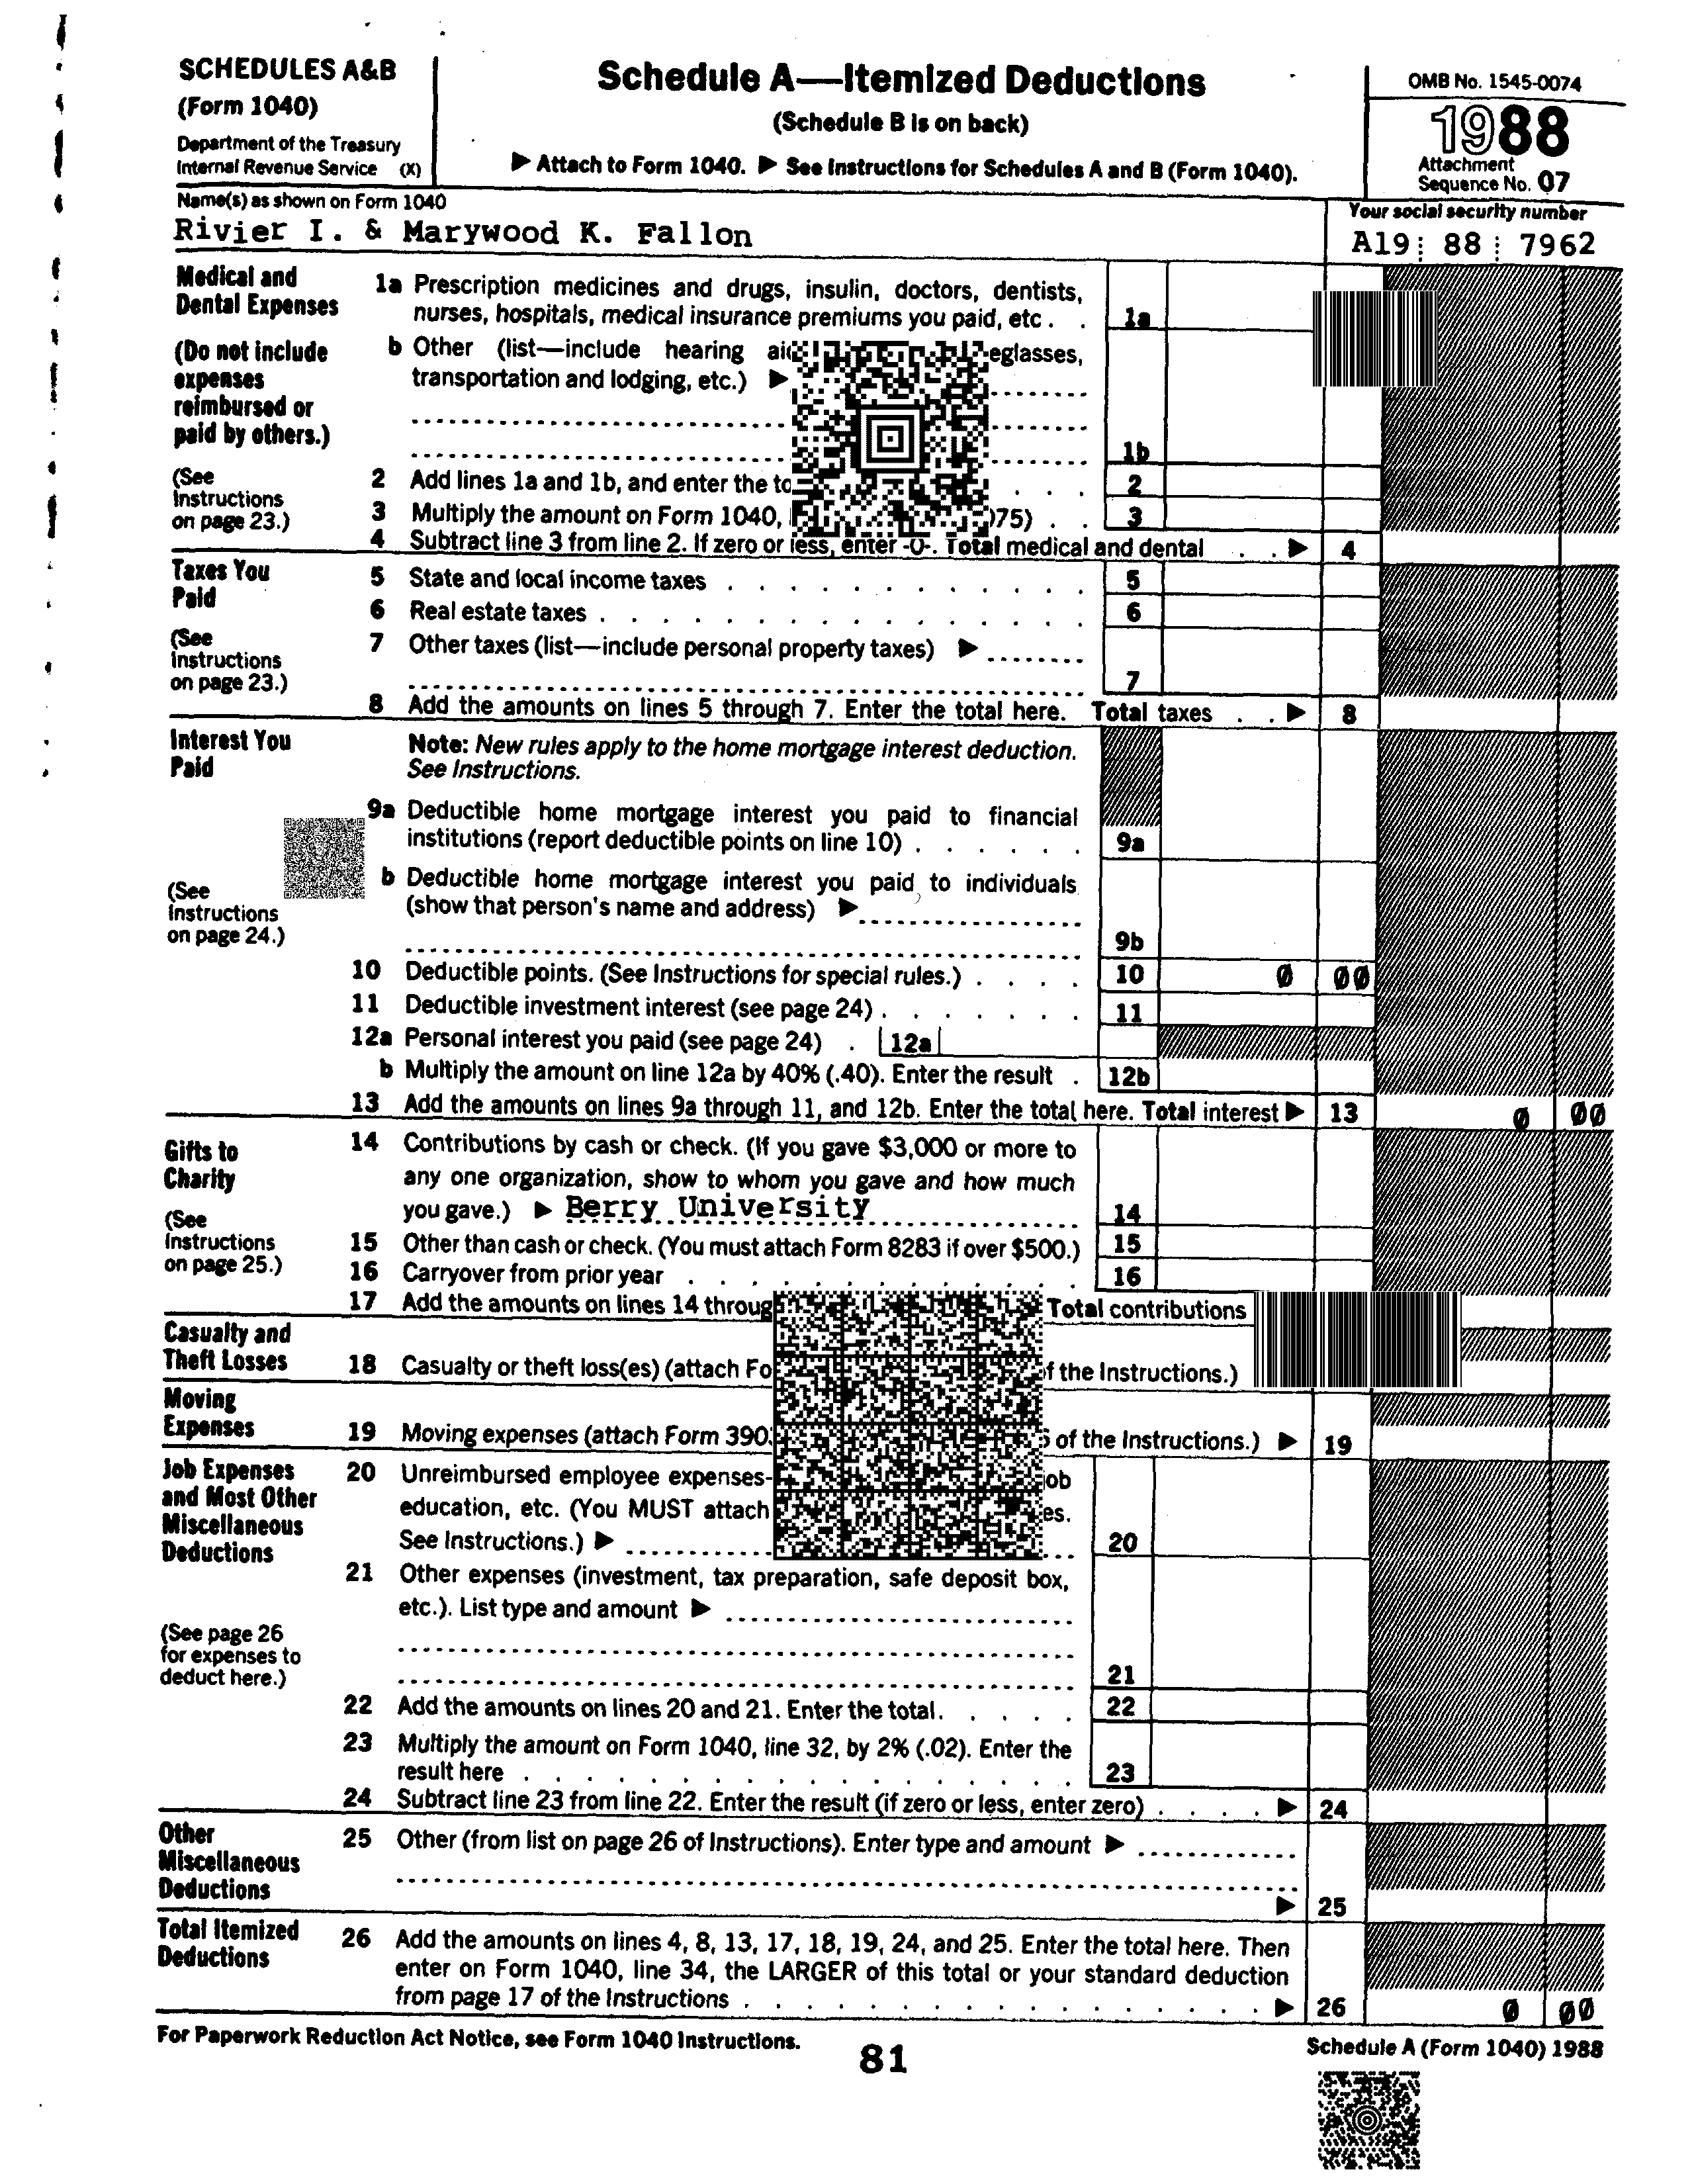 SCHEDULES A&B
(Form 1040)
Department of the Treasury
Internal Revenue Service (X)
Schedule A—Itemized Deductions
(Schedule B is on back)
▶ Attach to Form 1040. ▶ See Instructions for Schedules A and B (Form 1040).
OMB No. 1545-0074
1988
Attachment
Sequence No. 07
Name(s) as shown on Form 1040
Rivier I. & Marywood K. Fallon
Your social security number
A19 88 7962
Medical and
Dental Expenses
(Do not include
expenses
reimbursed or
paid by others.)
(See
Instructions
on page 23.)
1a Prescription medicines and drugs, insulin, doctors, dentists,
nurses, hospitals, medical insurance premiums you paid, etc . . 1a
b Other (list—include hearing
transportation and lodging, etc.) ▶
1b
2 Add lines 1a and 1b, and enter the . . . 2
3 Multiply the amount on Form 1040, 075) . . 3
4 Subtract line 3 from line 2. If zero or less, enter -0-. Total medical and dental . . ▶ 4
Taxes You
Paid
(See
Instructions
on page 23.)
5 State and local income taxes . . . . . . . . . . . 5
6 Real estate taxes . . . . . . . . . . . . . . . 6
7 Other taxes (list—include personal property taxes) ▶
7
8 Add the amounts on lines 5 through 7. Enter the total here. Total taxes . . ▶ 8
Interest You
Paid
(See
Instructions
on page 24.)
Note: New rules apply to the home mortgage interest deduction.
See Instructions.
9a Deductible home mortgage interest you paid to financial
institutions (report deductible points on line 10) . . . . . . 9a
b Deductible home mortgage interest you paid to individuals
(show that person's name and address) ▶
9b
10 Deductible points. (See Instructions for special rules.) . . . . 10 0 00
11 Deductible investment interest (see page 24) . . . . . . . 11
12a Personal interest you paid (see page 24) . 12a
b Multiply the amount on line 12a by 40% (.40). Enter the result . 12b
13 Add the amounts on lines 9a through 11, and 12b. Enter the total here. Total interest ▶ 13 0 00
Gifts to
Charity
(See
Instructions
on page 25.)
14 Contributions by cash or check. (If you gave $3,000 or more to
any one organization, show to whom you gave and how much
you gave.) ▶ Berry University 14
15 Other than cash or check. (You must attach Form 8283 if over $500.) 15
16 Carryover from prior year . . . . . . . . . . . . 16
17 Add the amounts on lines 14 Total contributions
Casualty and
Theft Losses
18 Casualty or theft loss(es) (attach of the Instructions.)
Moving
Expenses
19 Moving expenses (attach Form of the Instructions.) ▶ 19
Job Expenses
and Most Other
Miscellaneous
Deductions
(See page 26
for expenses to
deduct here.)
20 Unreimbursed employee expenses— job
education, etc. (You MUST attach
See Instructions.) ▶ 20
21 Other expenses (investment, tax preparation, safe deposit box,
etc.). List type and amount ▶
21
22 Add the amounts on lines 20 and 21. Enter the total. . . . . 22
23 Multiply the amount on Form 1040, line 32, by 2% (.02). Enter the
result here . . . . . . . . . . . . . . . . . 23
24 Subtract line 23 from line 22. Enter the result (if zero or less, enter zero) . . . . ▶ 24
Other
Miscellaneous
Deductions
25 Other (from list on page 26 of Instructions). Enter type and amount ▶
▶ 25
Total Itemized
Deductions
26 Add the amounts on lines 4, 8, 13, 17, 18, 19, 24, and 25. Enter the total here. Then
enter on Form 1040, line 34, the LARGER of this total or your standard deduction
from page 17 of the Instructions . . . . . . . . . . . . . . . . ▶ 26 0 00
For Paperwork Reduction Act Notice, see Form 1040 Instructions.
81
Schedule A (Form 1040) 1988